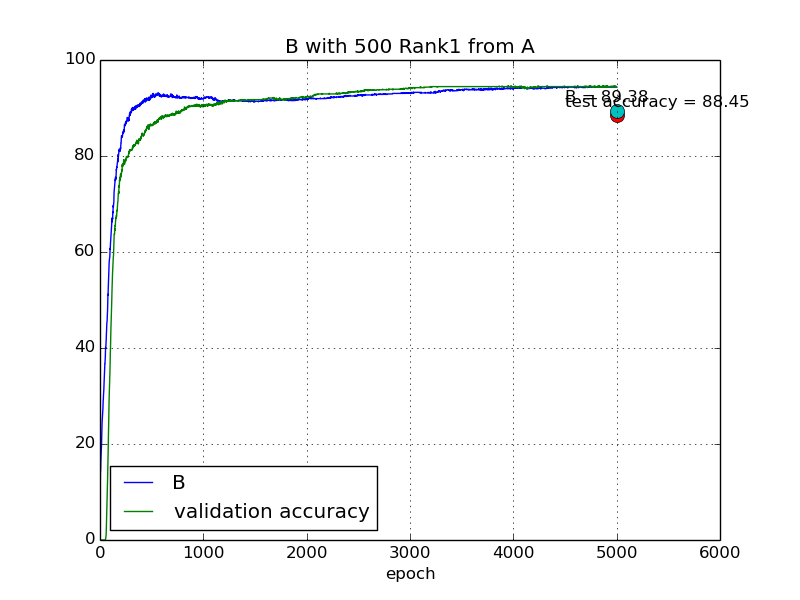 B with 500 Rank1 from A
100
80
60
40
20
0
B = 89.38
test accuracy = 88.45
B
validation accuracy
0 1000 2000 3000 4000 5000 6000
epoch